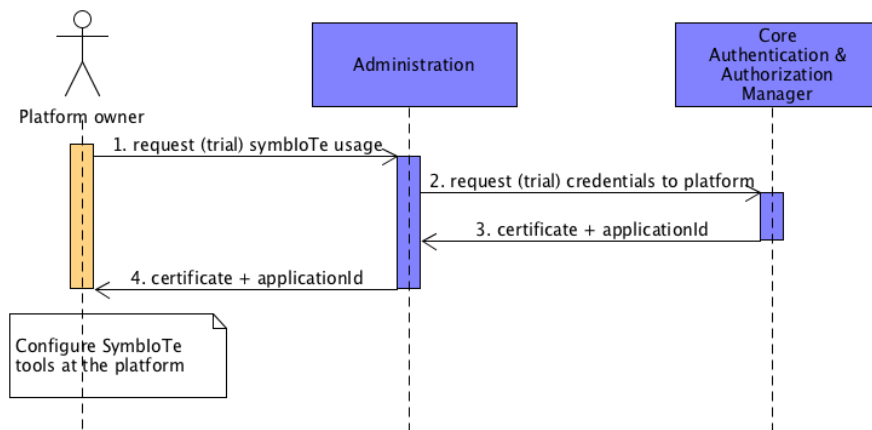 Platform owner
Administration
Core
Authentication &
Authorization
Manager
1. request (trial) symbIoTe usage
2. request (trial) credentials to platform
3. certificate + applicationId
4. certificate + applicationId
Configure SymbIoTe
tools at the platform